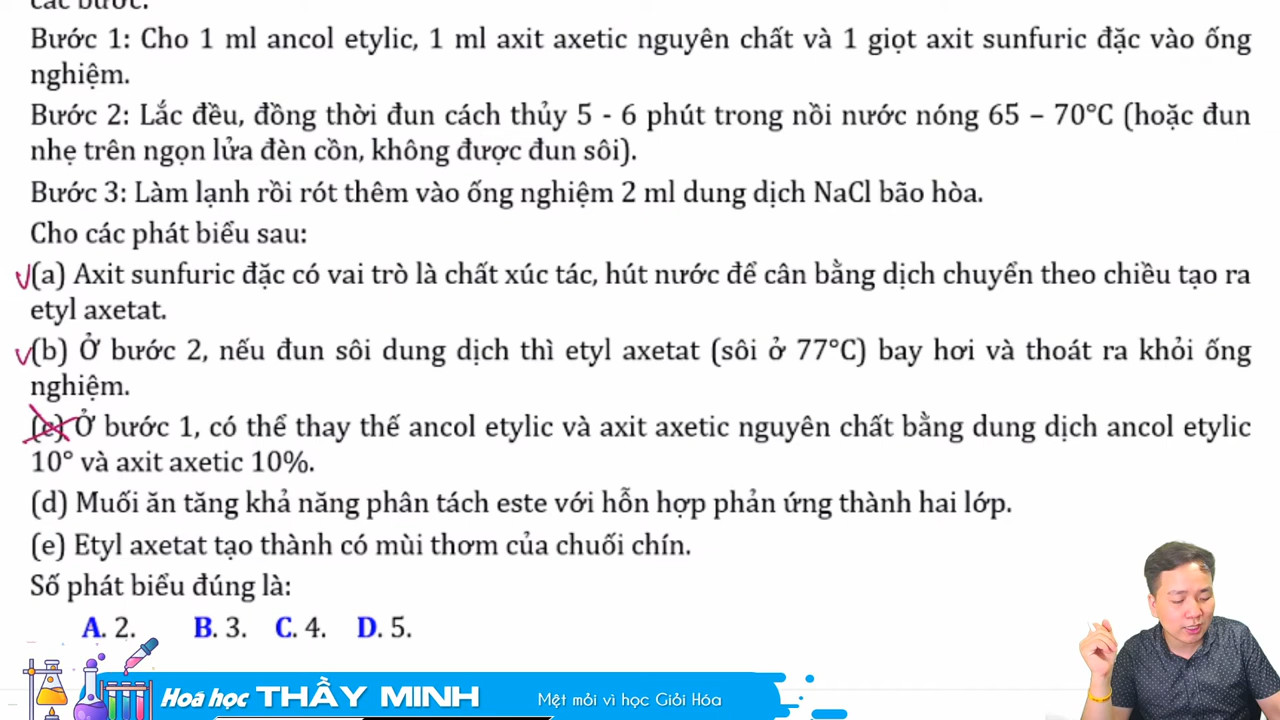 các bước:
Bước 1: Cho 1 ml ancol etylic, 1 ml axit axetic nguyên chất và 1 giọt axit sunfuric đặc vào ống
nghiệm.
Bước 2: Lắc đều, đồng thời đun cách thủy 5 - 6 phút trong nồi nước nóng 65 – 70°C (hoặc đun
nhẹ trên ngọn lửa đèn cồn, không được đun sôi).
Bước 3: Làm lạnh rồi rót thêm vào ống nghiệm 2 ml dung dịch NaCl bão hòa.
Cho các phát biểu sau:
(a) Axit sunfuric đặc có vai trò là chất xúc tác, hút nước để cân bằng dịch chuyển theo chiều tạo ra
etyl axetat.
(b) Ở bước 2, nếu đun sôi dung dịch thì etyl axetat (sôi ở 77°C) bay hơi và thoát ra khỏi ống
nghiệm.
(c) Ở bước 1, có thể thay thế ancol etylic và axit axetic nguyên chất bằng dung dịch ancol etylic
10° và axit axetic 10%.
(d) Muối ăn tăng khả năng phân tách este với hỗn hợp phản ứng thành hai lớp.
(e) Etyl axetat tạo thành có mùi thơm của chuối chín.
Số phát biểu đúng là:
A. 2. B. 3. C. 4. D. 5.
Hoá học THẦY MINH Mệt mỏi vì học Giỏi Hóa